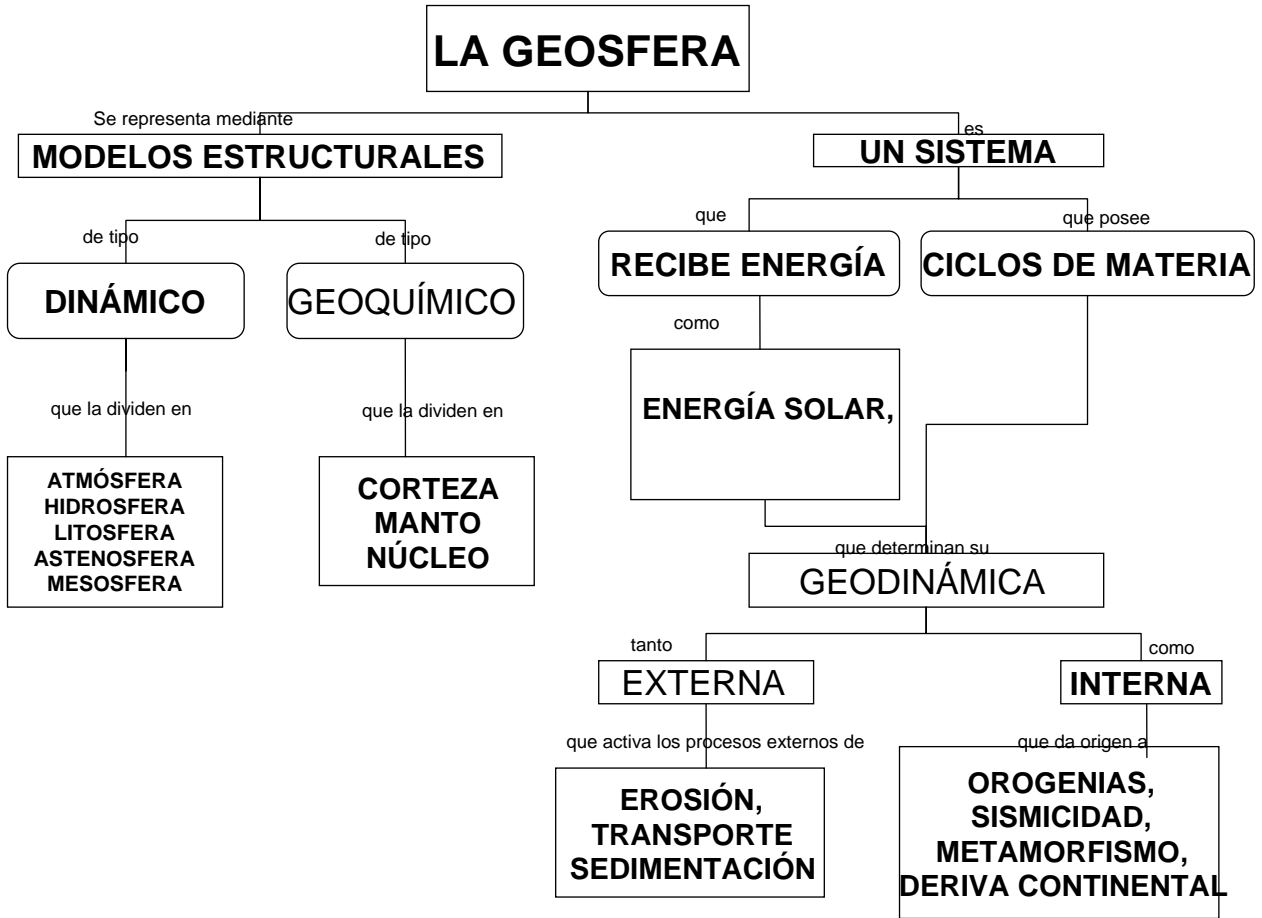 LA GEOSFERA
Se representa mediante
es
MODELOS ESTRUCTURALES
UN SISTEMA
de tipo
de tipo
que
que posee
DINÁMICO
GEOQUÍMICO
RECIBE ENERGÍA
CICLOS DE MATERIA
como
que la dividen en
que la dividen en
ENERGÍA SOLAR,
ATMÓSFERA
HIDROSFERA
LITOSFERA
ASTENOSFERA
MESOSFERA
CORTEZA
MANTO
NÚCLEO
que determinan su
GEODINÁMICA
tanto
como
EXTERNA
INTERNA
que activa los procesos externos de
que da origen a
EROSIÓN,
TRANSPORTE
SEDIMENTACIÓN
OROGENIAS,
SISMICIDAD,
METAMORFISMO,
DERIVA CONTINENTAL